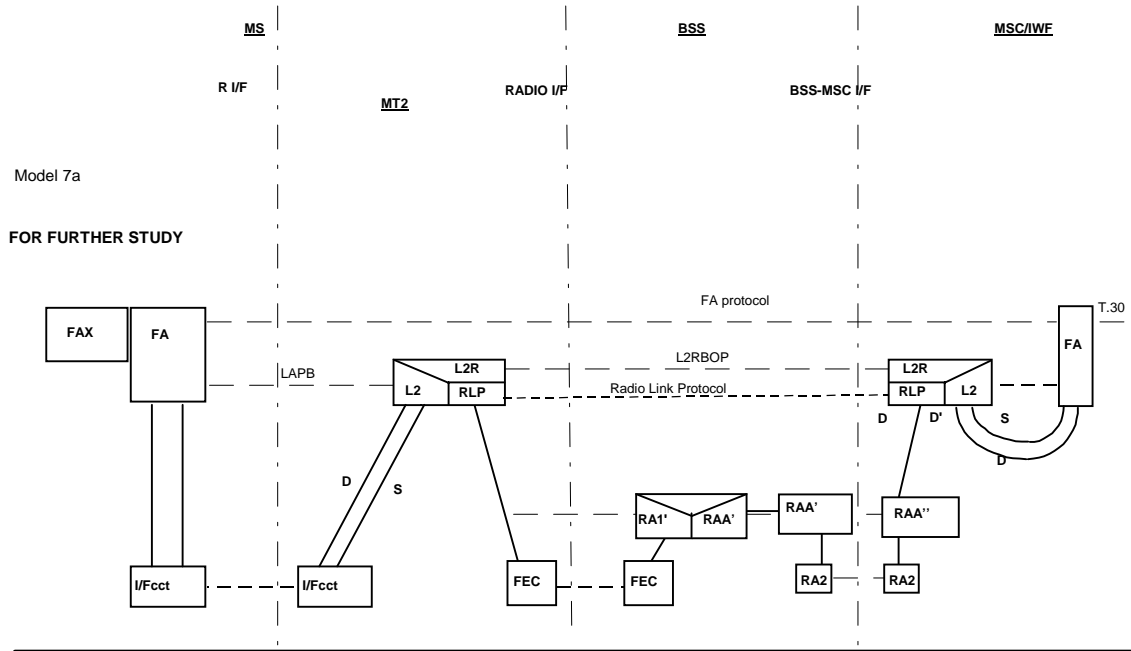 MS
BSS
MSC/IWF
R I/F
RADIO I/F
BSS-MSC I/F
MT2
Model 7a
FOR FURTHER STUDY
FA protocol
T.30
FAX
FA
FA
L2RBOP
L2R
L2R
LAPB
L2
RLP
Radio Link Protocol
RLP
L2
D
D'
S
D
D
S
RA1'
RAA'
RAA'
RAA''
I/Fcct
I/Fcct
FEC
FEC
RA2
RA2